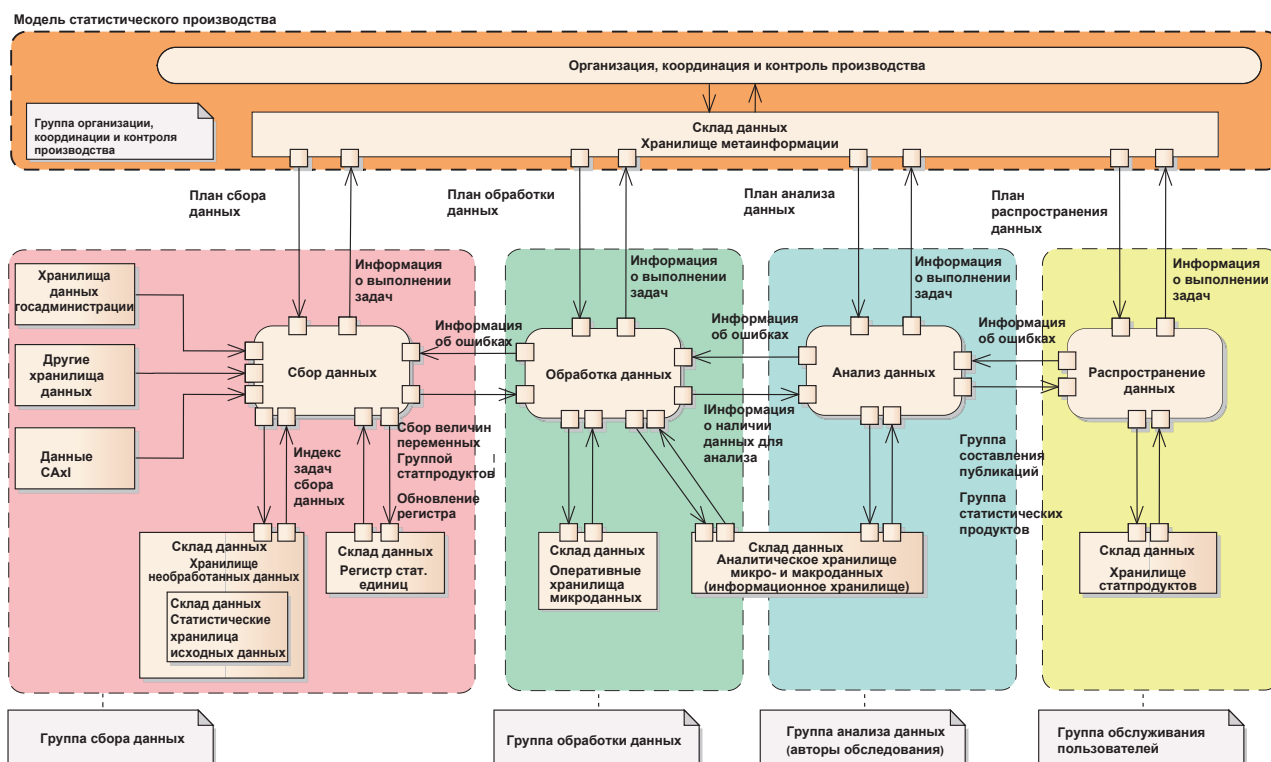 Модель статистического производства
Организация, координация и контроль производства
Группа организации,
координации и контроля
производства
Склад данных
Хранилище метаинформации
План сбора
данных
План обработки
данных
План анализа
данных
План
распространения
данных
Хранилища
данных
госадминистрации
Другие
хранилища
данных
Данные
CAxI
Информация
о выполнении
задач
Информация
о выполнении
задач
Информация
о выполнении
задач
Информация
о выполнении
задач
Сбор данных
Информация
об ошибках
Обработка данных
Информация
об ошибках
Анализ данных
Информация
об ошибках
Распространение
данных
Индекс
задач
сбора
данных
Сбор величин
переменных
Группой
статпродуктов
Обновление
регистра
Информация
о наличии
данных для
анализа
Группа
составления
публикаций
Группа
статистических
продуктов
Склад данных
Хранилище
необработанных данных
Склад данных
Статистические
хранилица
исходных данных
Склад данных
Регистр стат.
единиц
Склад данных
Оперативные
хранилища
микроданных
Склад данных
Аналитическое хранилище
микро- и макроданных
(информационное хранилище)
Склад данных
Хранилище
статпродуктов
Группа сбора данных
Группа обработки данных
Группа анализа данных
(авторы обследования)
Группа обслуживания
пользователей